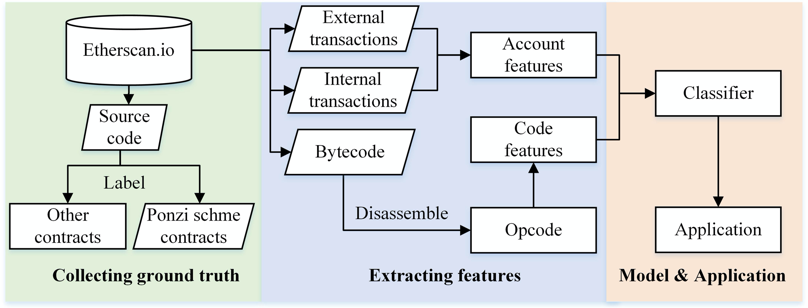 Etherscan.io
Source
code
Label
Other
contracts
Ponzi schme
contracts
Collecting ground truth
External
transactions
Internal
transactions
Bytecode
Disassemble
Account
features
Code
features
Opcode
Extracting features
Classifier
Application
Model & Application